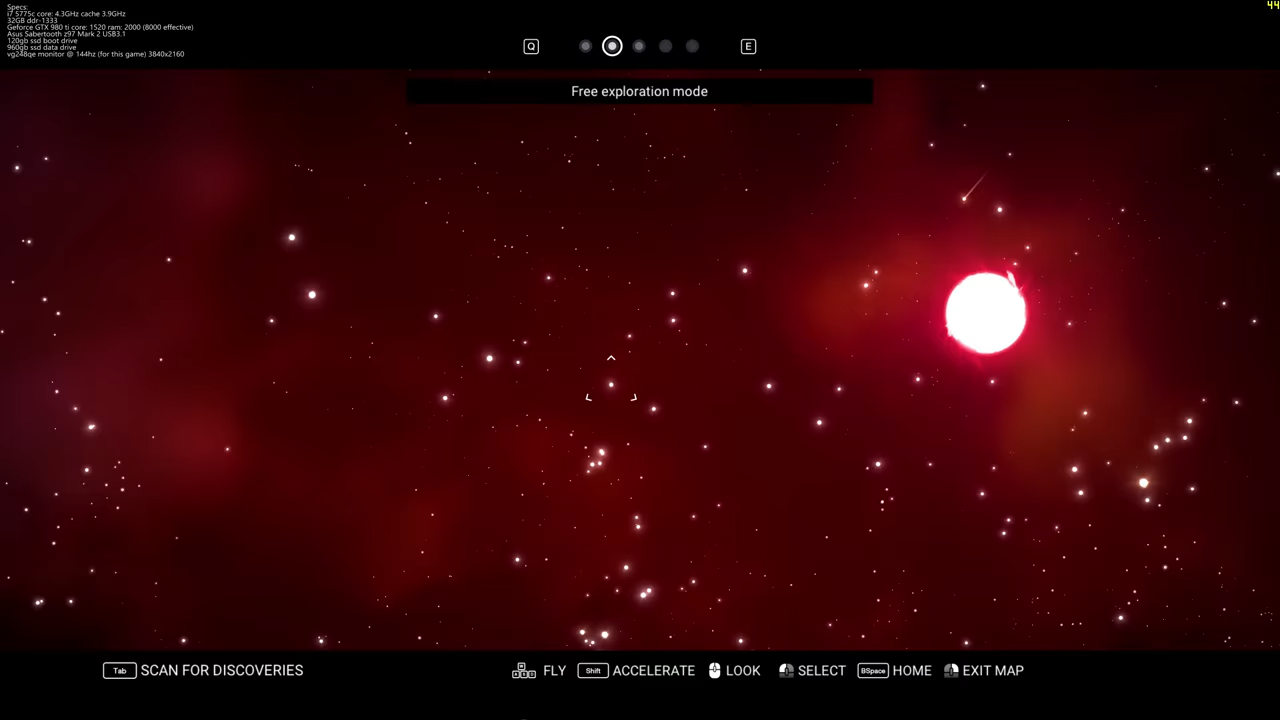 Specs:
i7 5775c core: 4.3GHz cache 3.9GHz
32GB ddr-1333
Geforce GTX 980 ti core: 1520 ram: 2000 (8000 effective)
Asus Sabertooth z97 Mark 2 USB3.1
120gb ssd boot drive
960gb ssd data drive
vg248qe monitor @ 144hz (for this game) 3840x2160
44
Q E
Free exploration mode
Tab SCAN FOR DISCOVERIES FLY Shift ACCELERATE LOOK SELECT BSpace HOME EXIT MAP